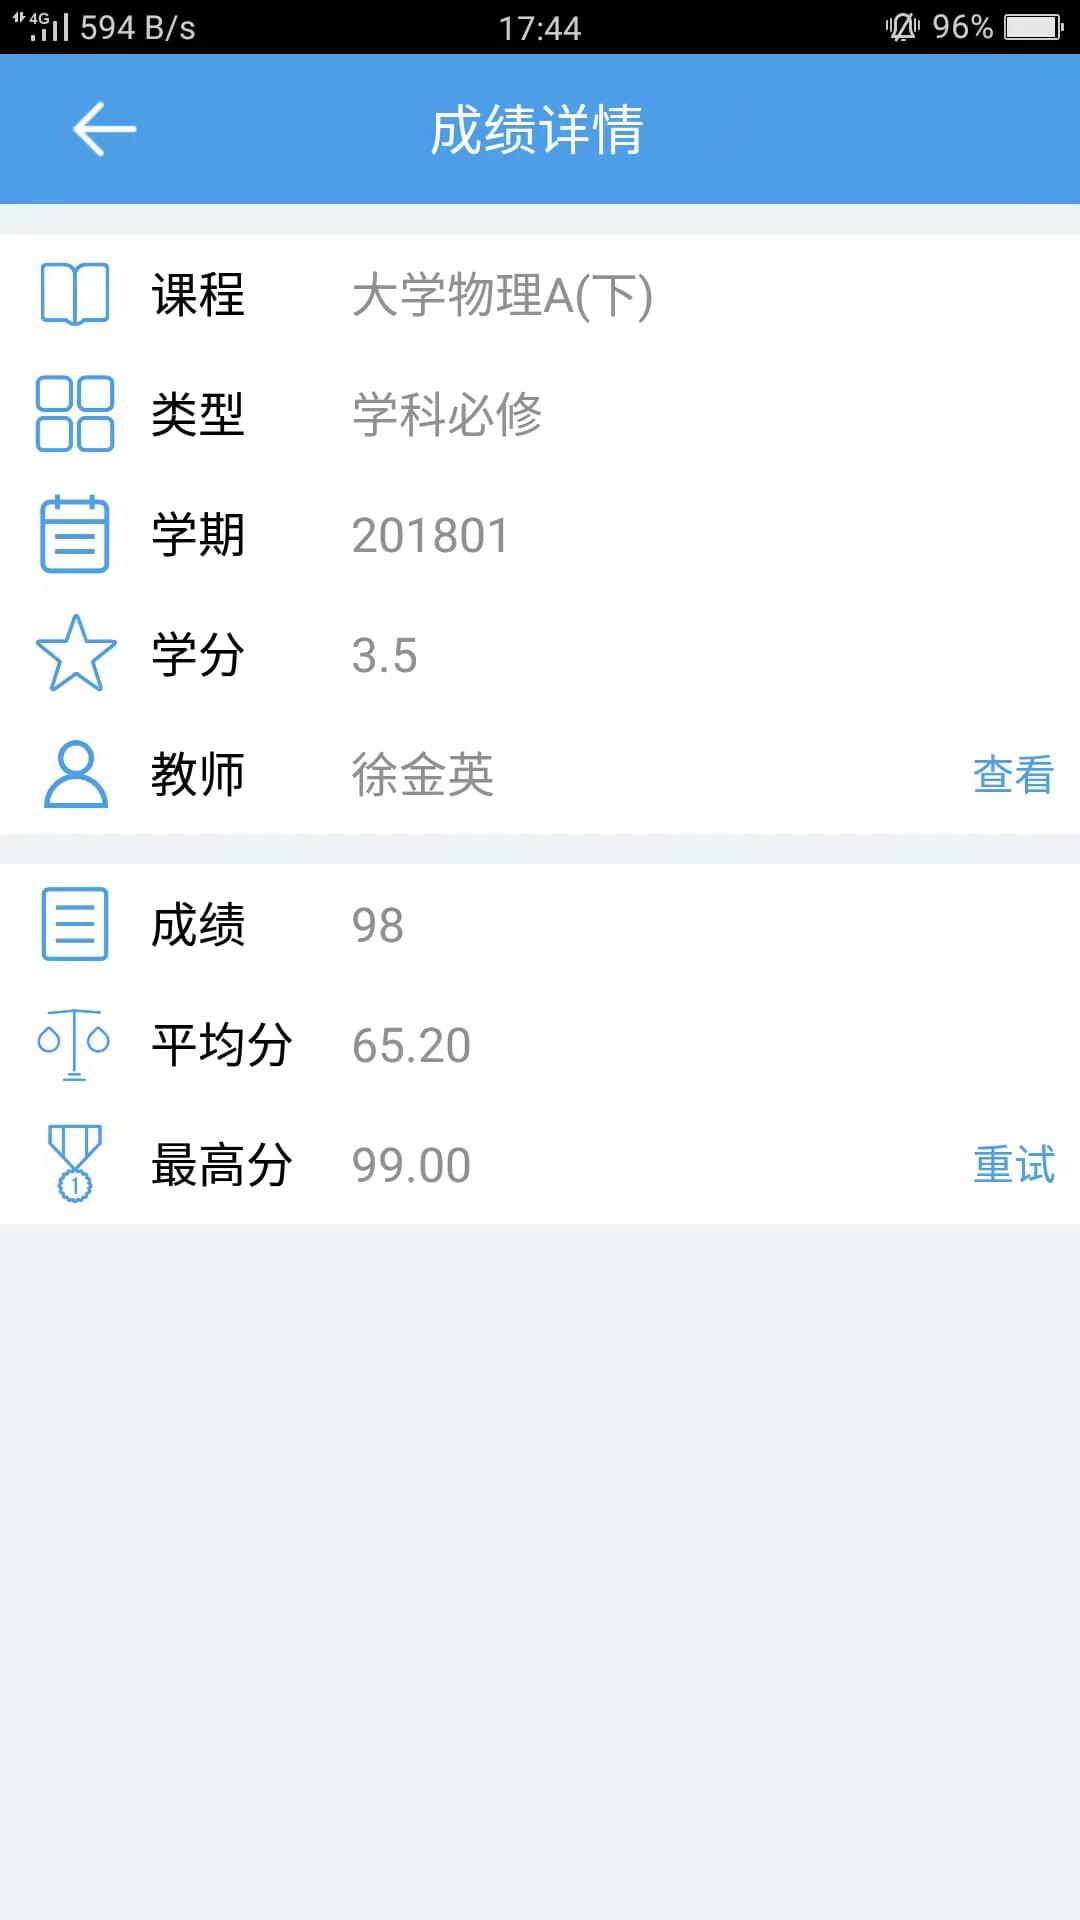 4G 594 B/s 17:44 96%
成绩详情
课程 大学物理A(下)
类型 学科必修
学期 201801
学分 3.5
教师 徐金英 查看
成绩 98
平均分 65.20
1 最高分 99.00 重试